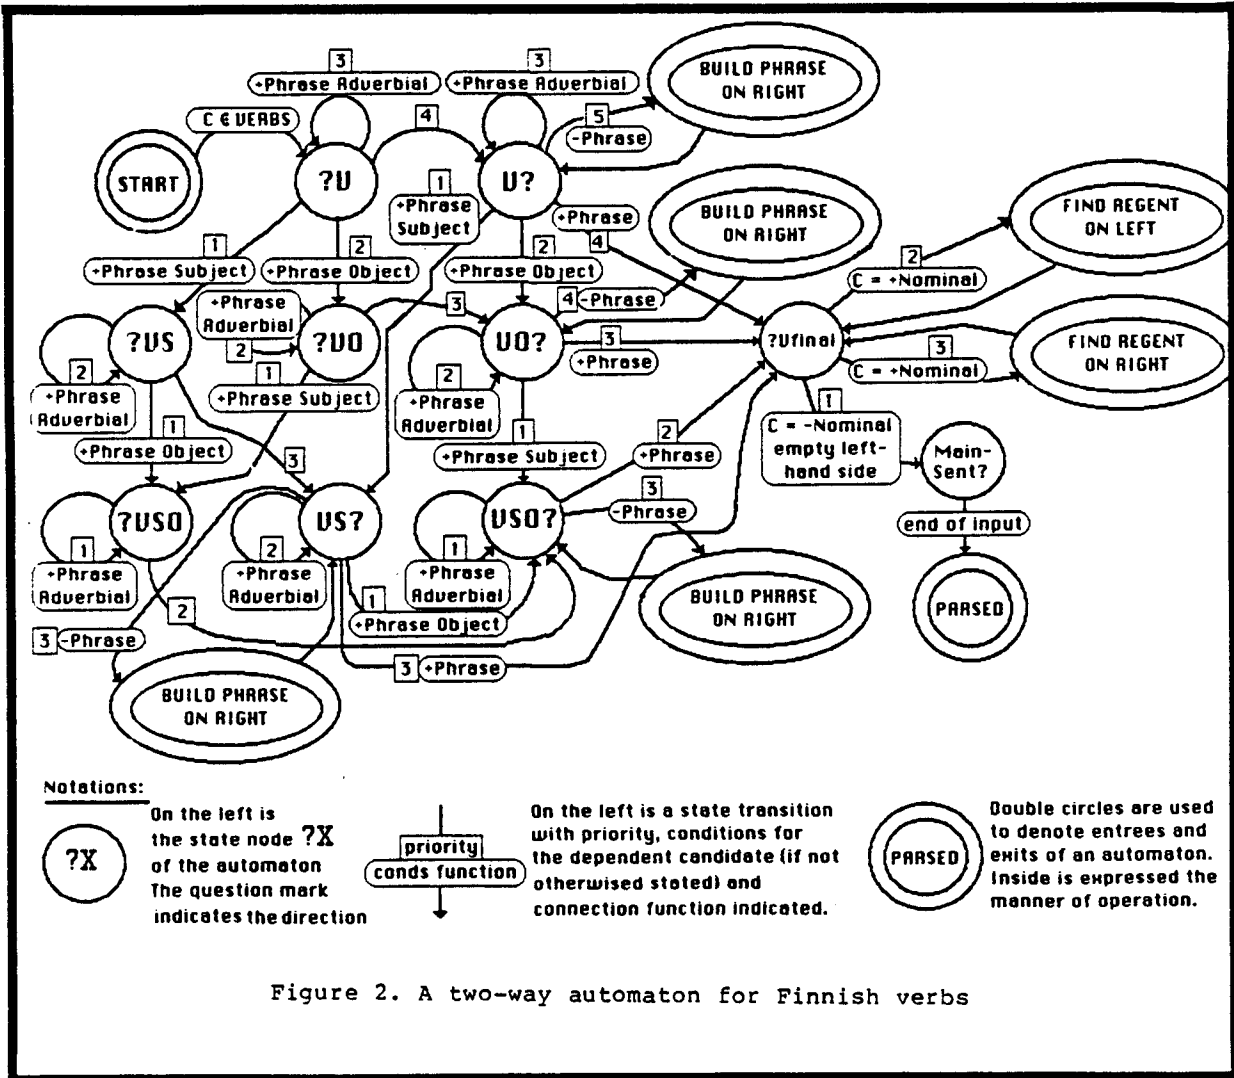 3
+Phrase Adverbial
3
+Phrase Adverbial
BUILD PHRASE
ON RIGHT
C ∈ VERBS
4
5
-Phrase
START
?V
V?
1
+Phrase
Subject
+Phrase
4
BUILD PHRASE
ON RIGHT
FIND REGENT
ON LEFT
1
+Phrase Subject
2
+Phrase Object
2
+Phrase Object
2
C = +Nominal
+Phrase
Adverbial
2
3
4
-Phrase
?VS
?VO
VO?
3
+Phrase
?Vfinal
3
C = +Nominal
FIND REGENT
ON RIGHT
2
+Phrase
Adverbial
1
+Phrase Subject
2
+Phrase
Adverbial
1
C = -Nominal
empty left-
hand side
1
+Phrase Object
3
1
+Phrase Subject
2
+Phrase
Main-
Sent?
?VSO
VS?
VSO?
3
-Phrase
end of input
1
+Phrase
Adverbial
2
+Phrase
Adverbial
1
+Phrase
Adverbial
2
1
+Phrase Object
BUILD PHRASE
ON RIGHT
PARSED
3
-Phrase
3
+Phrase
BUILD PHRASE
ON RIGHT
Notations:
?X
On the left is
the state node ?X
of the automaton
The question mark
indicates the direction
priority
conds function
On the left is a state transition
with priority, conditions for
the dependent candidate (if not
otherwised stated) and
connection function indicated.
PARSED
Double circles are used
to denote entrees and
exits of an automaton.
Inside is expressed the
manner of operation.
Figure 2. A two-way automaton for Finnish verbs